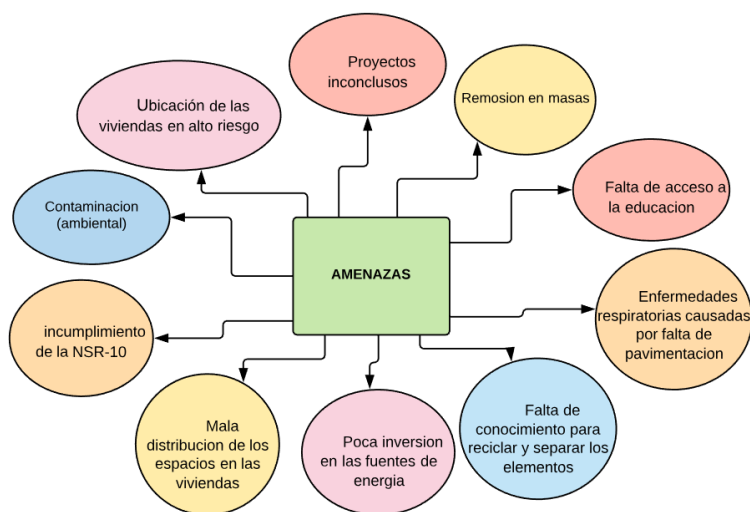 Proyectos
inconclusos
Remosion en masas
Ubicación de las
viviendas en alto riesgo
Falta de acceso a
la educacion
Contaminacion
(ambiental)
AMENAZAS
Enfermedades
respiratorias causadas
por falta de
pavimentacion
incumplimiento
de la NSR-10
Mala
distribucion de los
espacios en las
viviendas
Poca inversion
en las fuentes de
energia
Falta de
conocimiento para
reciclar y separar los
elementos